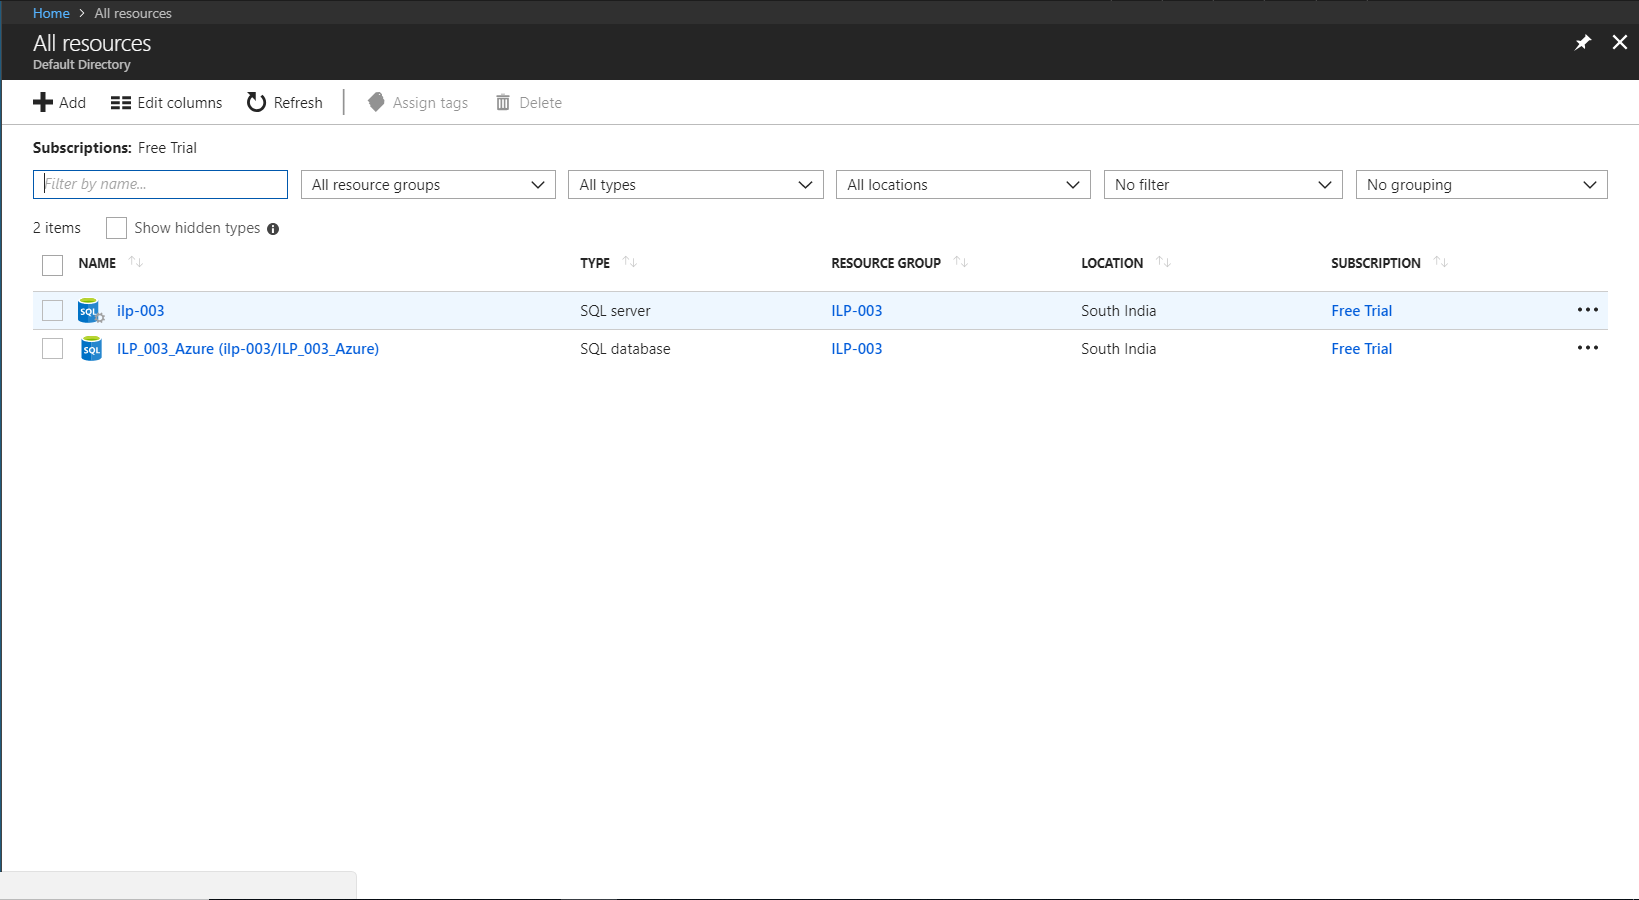 Home > All resources
All resources
Default Directory
Add Edit columns Refresh Assign tags Delete
Subscriptions: Free Trial
Filter by name... All resource groups All types All locations No filter No grouping
2 items Show hidden types
NAME TYPE RESOURCE GROUP LOCATION SUBSCRIPTION
SQL ilp-003 SQL server ILP-003 South India Free Trial
SQL ILP_003_Azure (ilp-003/ILP_003_Azure) SQL database ILP-003 South India Free Trial